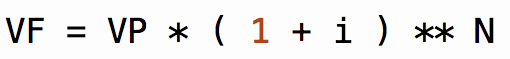 VF = VP * ( 1 + i ) ** N